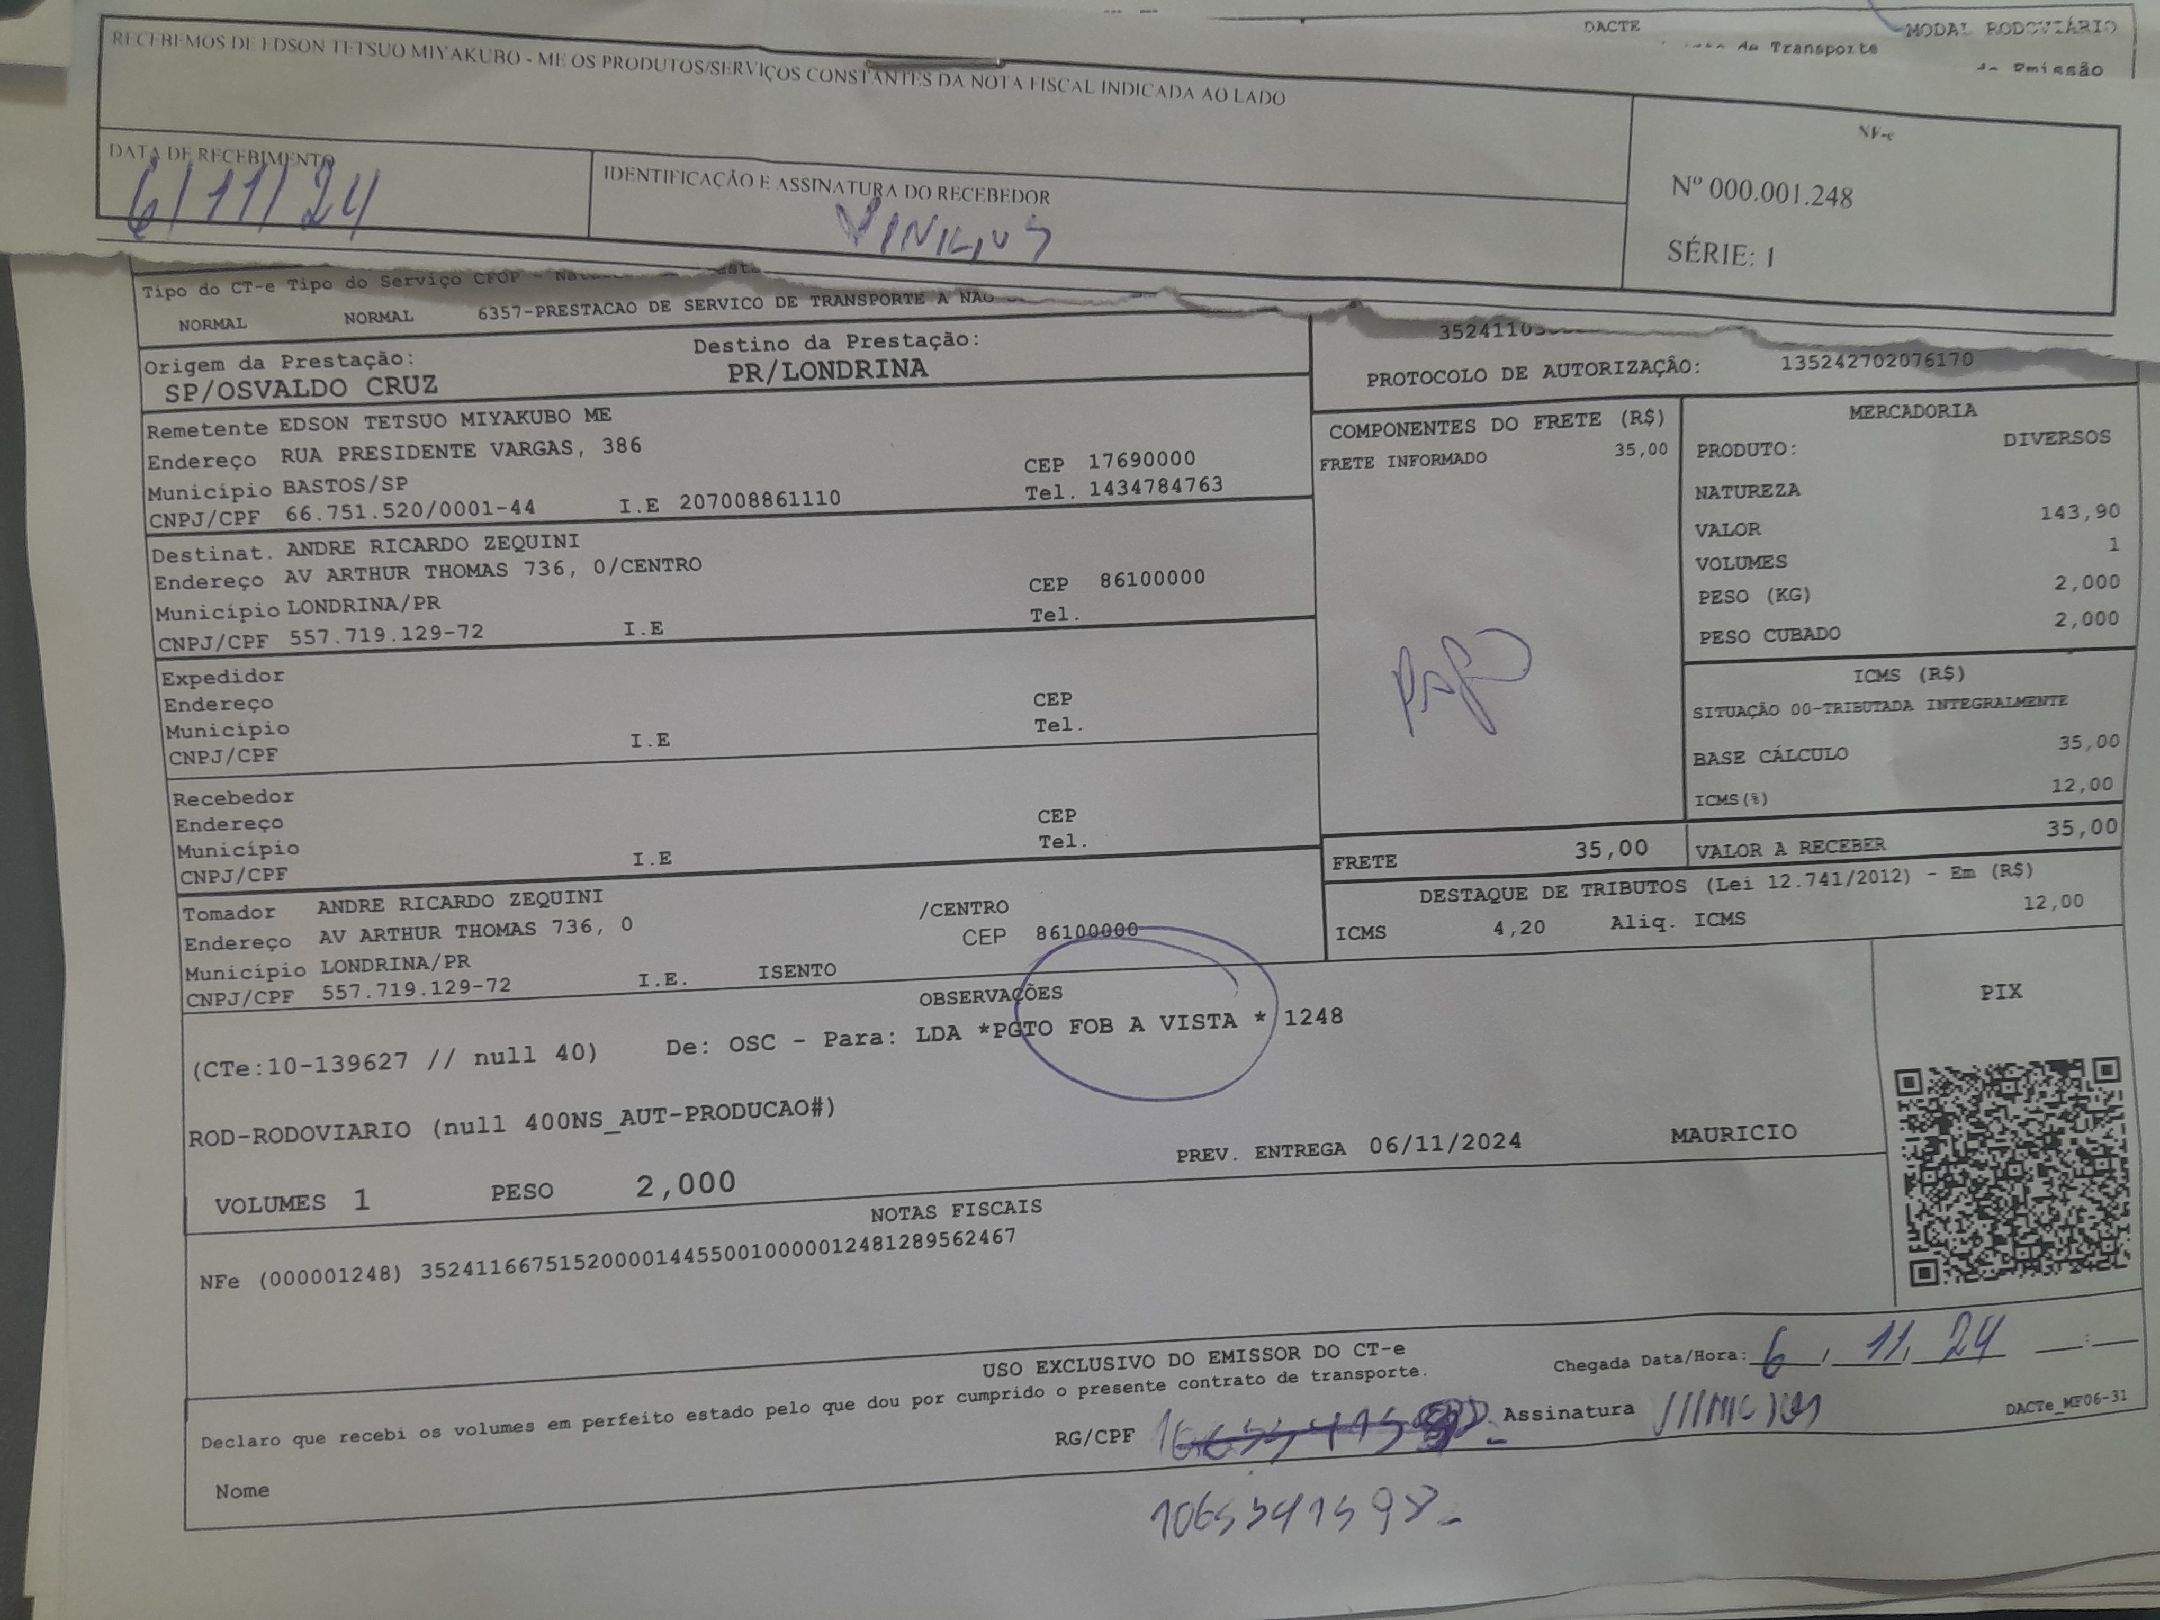 DACTE
MODAL RODOVIÁRIO
de Transporte
de Emissão
RECEBEMOS DE EDSON TETSUO MIYAKUBO - ME OS PRODUTOS/SERVIÇOS CONSTANTES DA NOTA FISCAL INDICADA AO LADO
NF-e
Nº 000.001.248
SÉRIE: 1
DATA DE RECEBIMENTO
6/11/24
IDENTIFICAÇÃO E ASSINATURA DO RECEBEDOR
VINICIUS
Tipo do CT-e Tipo do Serviço CFOP -
NORMAL NORMAL 6357-PRESTACAO DE SERVICO DE TRANSPORTE A NAO
Origem da Prestação: Destino da Prestação:
SP/OSVALDO CRUZ PR/LONDRINA
PROTOCOLO DE AUTORIZAÇÃO: 135242702076170
Remetente EDSON TETSUO MIYAKUBO ME
Endereço RUA PRESIDENTE VARGAS, 386
Município BASTOS/SP CEP 17690000
CNPJ/CPF 66.751.520/0001-44 I.E 207008861110 Tel. 1434784763
Destinat. ANDRE RICARDO ZEQUINI
Endereço AV ARTHUR THOMAS 736, 0/CENTRO
Município LONDRINA/PR CEP 86100000
CNPJ/CPF 557.719.129-72 I.E Tel.
Expedidor
Endereço CEP
Município Tel.
CNPJ/CPF I.E
Recebedor
Endereço CEP
Município Tel.
CNPJ/CPF I.E
Tomador ANDRE RICARDO ZEQUINI /CENTRO
Endereço AV ARTHUR THOMAS 736, 0 CEP 86100000
Município LONDRINA/PR
CNPJ/CPF 557.719.129-72 I.E. ISENTO
COMPONENTES DO FRETE (R$)
FRETE INFORMADO 35,00
Pago
MERCADORIA
PRODUTO: DIVERSOS
NATUREZA
VALOR 143,90
VOLUMES 1
PESO (KG) 2,000
PESO CUBADO 2,000
ICMS (R$)
SITUAÇÃO 00-TRIBUTADA INTEGRALMENTE
BASE CÁLCULO 35,00
ICMS(%) 12,00
FRETE 35,00 VALOR A RECEBER 35,00
DESTAQUE DE TRIBUTOS (Lei 12.741/2012) - Em (R$)
ICMS 4,20 Aliq. ICMS 12,00
OBSERVAÇÕES
(CTe:10-139627 // null 40) De: OSC - Para: LDA *PGTO FOB A VISTA * 1248
ROD-RODOVIARIO (null 400NS_AUT-PRODUCAO#)
PREV. ENTREGA 06/11/2024 MAURICIO
VOLUMES 1 PESO 2,000
PIX
NOTAS FISCAIS
NFe (000001248) 35241166751520000144550010000012481289562467
USO EXCLUSIVO DO EMISSOR DO CT-e
Declaro que recebi os volumes em perfeito estado pelo que dou por cumprido o presente contrato de transporte.
Chegada Data/Hora: 6 / 11 / 24 __:__
Nome RG/CPF Assinatura Vinicius
DACTe_MF06-31